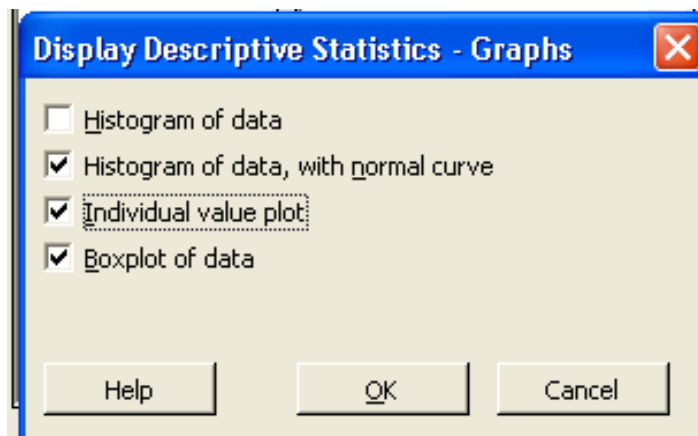 Display Descriptive Statistics - Graphs
Histogram of data
Histogram of data, with normal curve
Individual value plot
Boxplot of data
Help OK Cancel